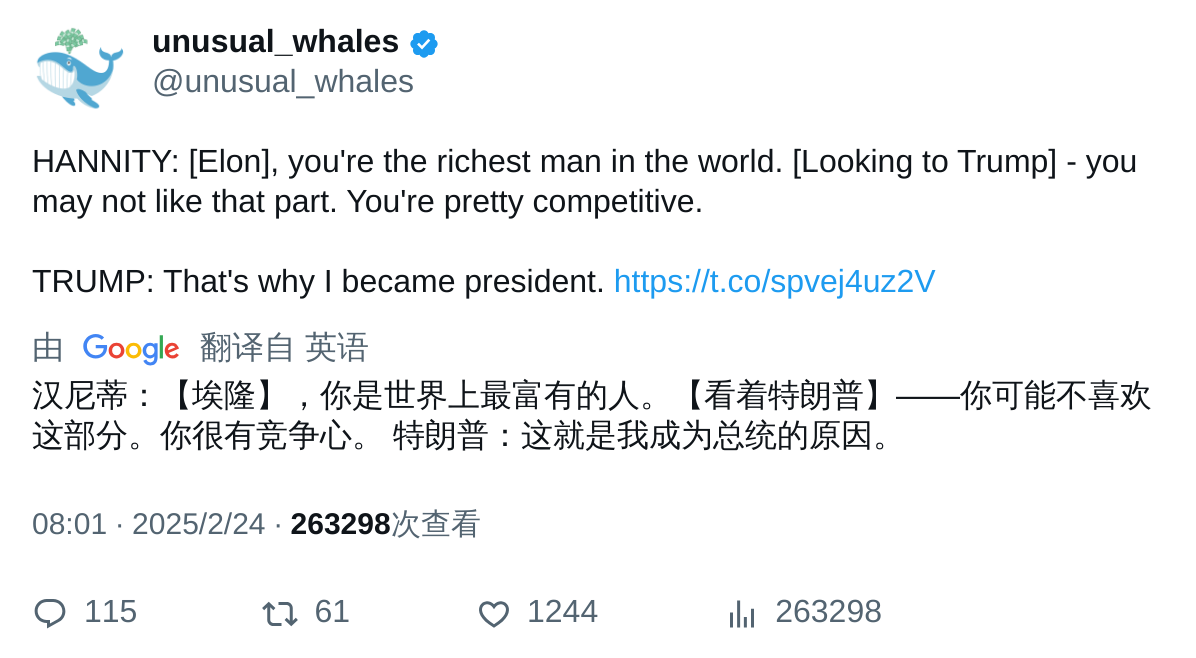 unusual_whales
@unusual_whales
HANNITY: [Elon], you're the richest man in the world. [Looking to Trump] - you
may not like that part. You're pretty competitive.
TRUMP: That's why I became president. https://t.co/spvej4uz2V
由 Google 翻译自 英语
汉尼蒂：【埃隆】，你是世界上最富有的人。【看着特朗普】——你可能不喜欢
这部分。你很有竞争心。 特朗普：这就是我成为总统的原因。
08:01 · 2025/2/24 · 263298次查看
115 61 1244 263298